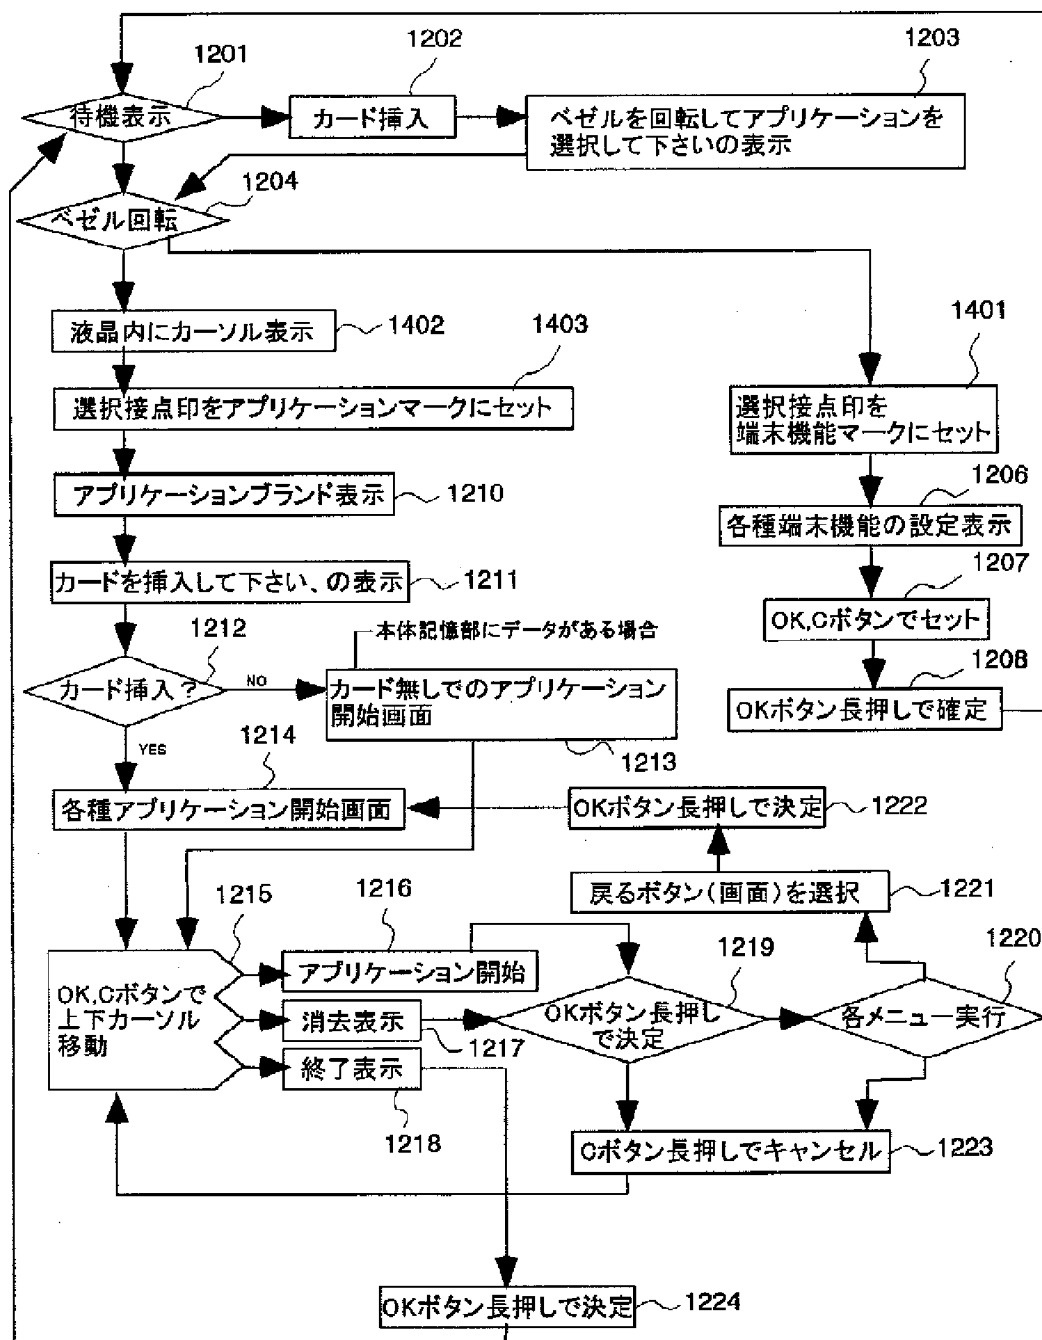 1201
1202
1203
待機表示
カード挿入
ベゼルを回転してアプリケーションを
選択して下さいの表示
1204
ベゼル回転
液晶内にカーソル表示
1402
1403
1401
選択接点印をアプリケーションマークにセット
選択接点印を
端末機能マークにセット
アプリケーションブランド表示
1210
1206
各種端末機能の設定表示
カードを挿入して下さい、の表示
1211
1207
OK,Cボタンでセット
1212
本体記憶部にデータがある場合
1208
カード挿入?
NO
カード無しでのアプリケーション
開始画面
OKボタン長押しで確定
YES
1214
1213
各種アプリケーション開始画面
OKボタン長押しで決定
1222
1215
1216
戻るボタン(画面)を選択
1221
1219
1220
OK,Cボタンで
上下カーソル
移動
アプリケーション開始
消去表示
1217
OKボタン長押し
で決定
各メニュー実行
終了表示
1218
Cボタン長押しでキャンセル
1223
OKボタン長押しで決定
1224